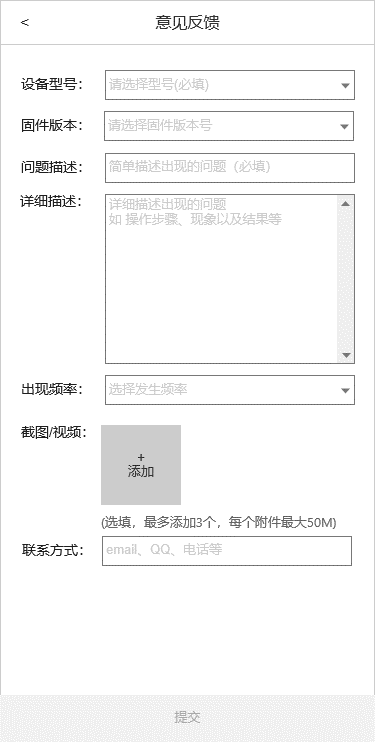 <
意见反馈
设备型号： 请选择型号(必填)
固件版本： 请选择固件版本号
问题描述： 简单描述出现的问题（必填）
详细描述： 详细描述出现的问题
如 操作步骤、现象以及结果等
出现频率： 选择发生频率
截图/视频：
+
添加
(选填，最多添加3个，每个附件最大50M)
联系方式： email、QQ、电话等
提交